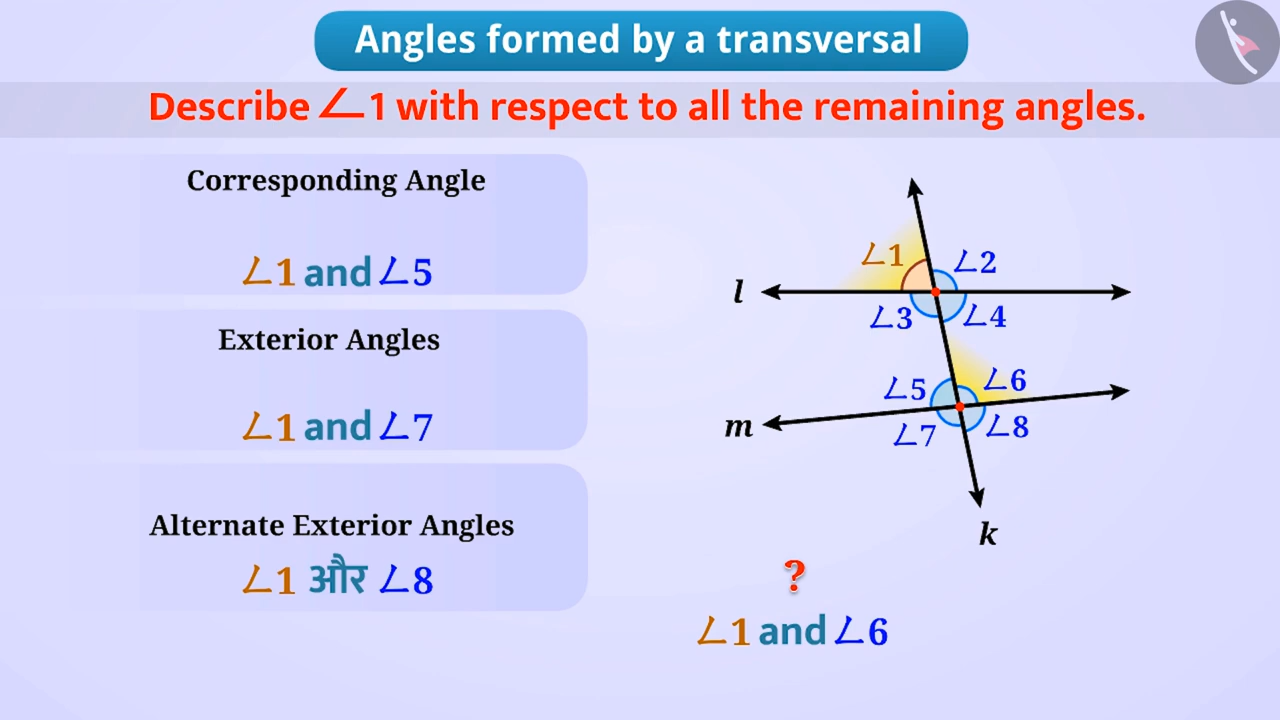 Angles formed by a transversal
Describe ∠1 with respect to all the remaining angles.
Corresponding Angle
∠1 and ∠5
Exterior Angles
∠1 and ∠7
Alternate Exterior Angles
∠1 और ∠8
∠1
∠2
l
∠3
∠4
∠5
∠6
m
∠7
∠8
k
?
∠1 and ∠6